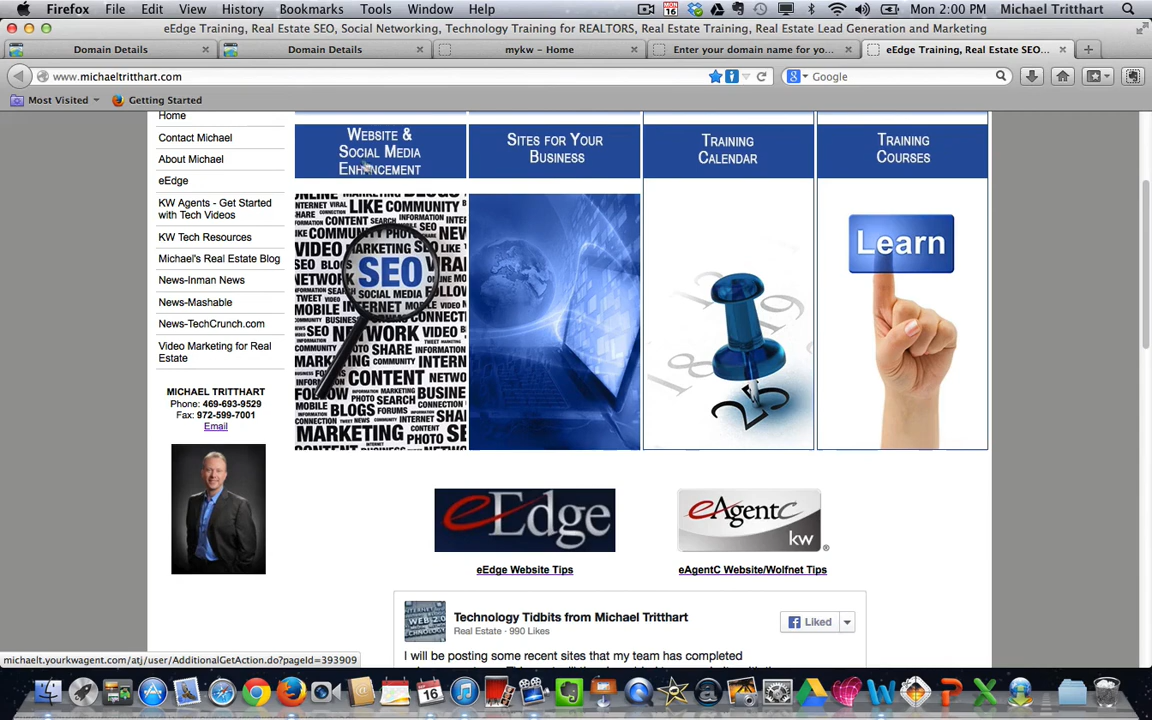 Firefox File Edit View History Bookmarks Tools Window Help
16 Mon 2:00 PM Michael Tritthart
eEdge Training, Real Estate SEO, Social Networking, Technology Training for REALTORS, Real Estate Training, Real Estate Lead Generation and Marketing
Domain Details Domain Details mykw - Home Enter your domain name for yo... eEdge Training, Real Estate SEO...
www.michaeltritthart.com Google
Most Visited Getting Started
Home
Contact Michael
About Michael
eEdge
KW Agents - Get Started
with Tech Videos
KW Tech Resources
Michael's Real Estate Blog
News-Inman News
News-Mashable
News-TechCrunch.com
Video Marketing for Real
Estate
MICHAEL TRITTHART
Phone: 469-693-9529
Fax: 972-599-7001
Email
Website &
Social Media
Enhancement
Sites for Your
Business
Training
Calendar
Training
Courses
SEO
SOCIAL MEDIA
Learn
25
eEdge
eAgentC
kw
eEdge Website Tips
eAgentC Website/Wolfnet Tips
Technology Tidbits from Michael Tritthart
Real Estate · 990 Likes
Liked
I will be posting some recent sites that my team has completed
michaelt.yourkwagent.com/atj/user/AdditionalGetAction.do?pageId=393909